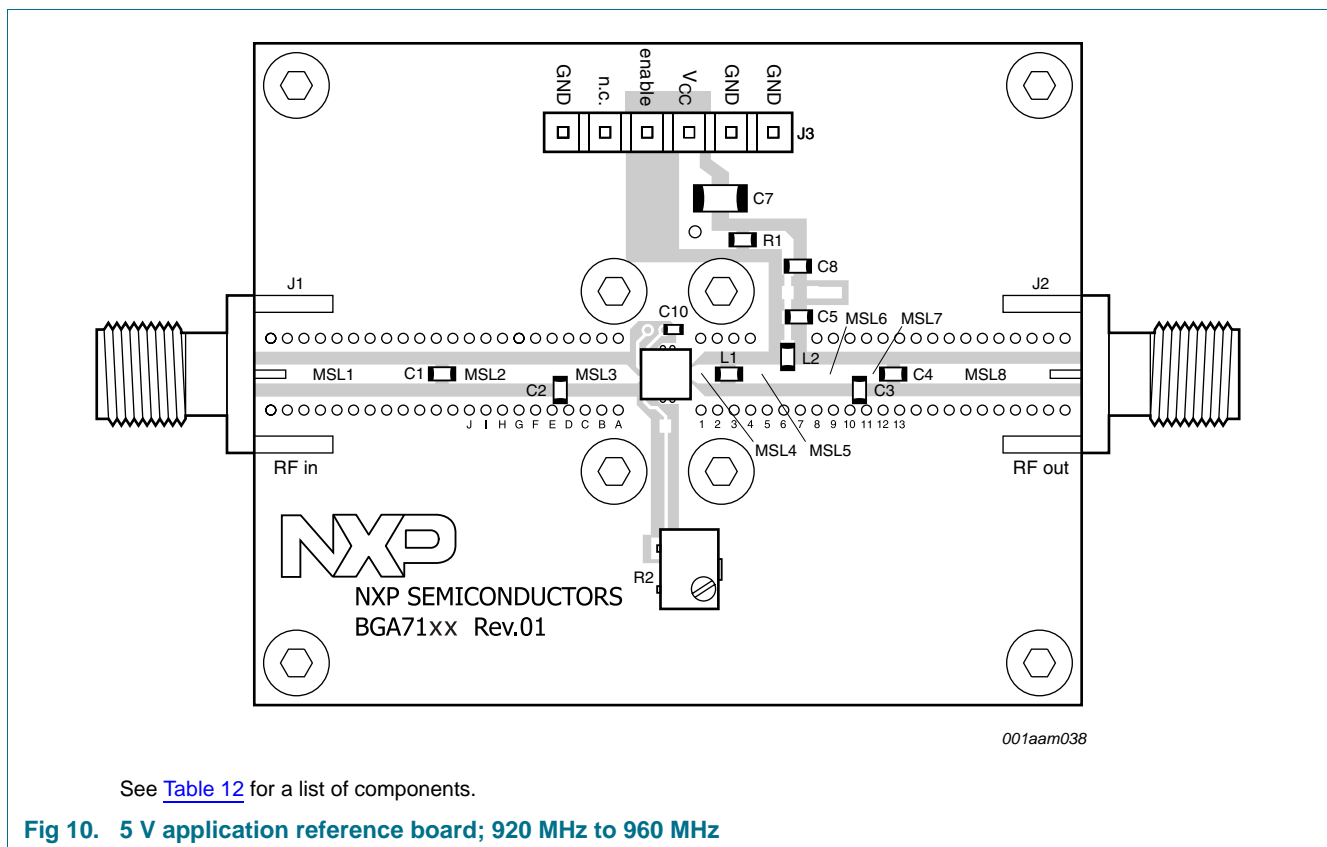 GND n.c. enable VCC GND GND
J3
C7
R1
C8
J1
J2
C10
C5
MSL6
MSL7
L1
L2
MSL1
C1
MSL2
MSL3
C2
C4
MSL8
C3
J I H G F E D C B A
1 2 3 4 5 6 7 8 9 10 11 12 13
MSL4
MSL5
RF in
RF out
NXP
R2
NXP SEMICONDUCTORS
BGA71xx Rev.01
001aam038
See Table 12 for a list of components.
Fig 10. 5 V application reference board; 920 MHz to 960 MHz